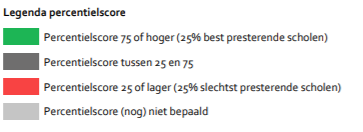 Legenda percentielscore
Percentielscore 75 of hoger (25% best presterende scholen)
Percentielscore tussen 25 en 75
Percentielscore 25 of lager (25% slechtst presterende scholen)
Percentielscore (nog) niet bepaald